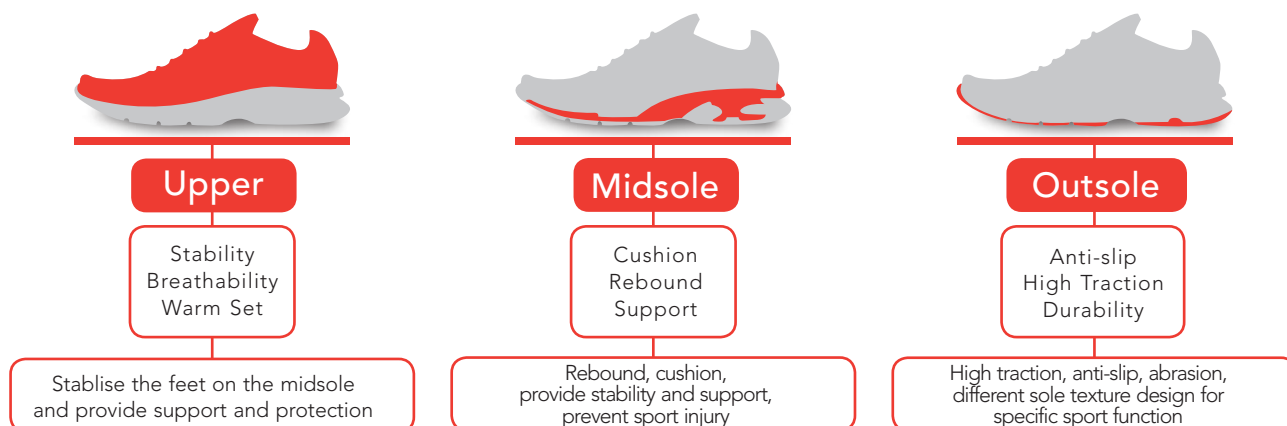 Upper
Stability
Breathability
Warm Set
Stablise the feet on the midsole
and provide support and protection
Midsole
Cushion
Rebound
Support
Rebound, cushion,
provide stability and support,
prevent sport injury
Outsole
Anti-slip
High Traction
Durability
High traction, anti-slip, abrasion,
different sole texture design for
specific sport function